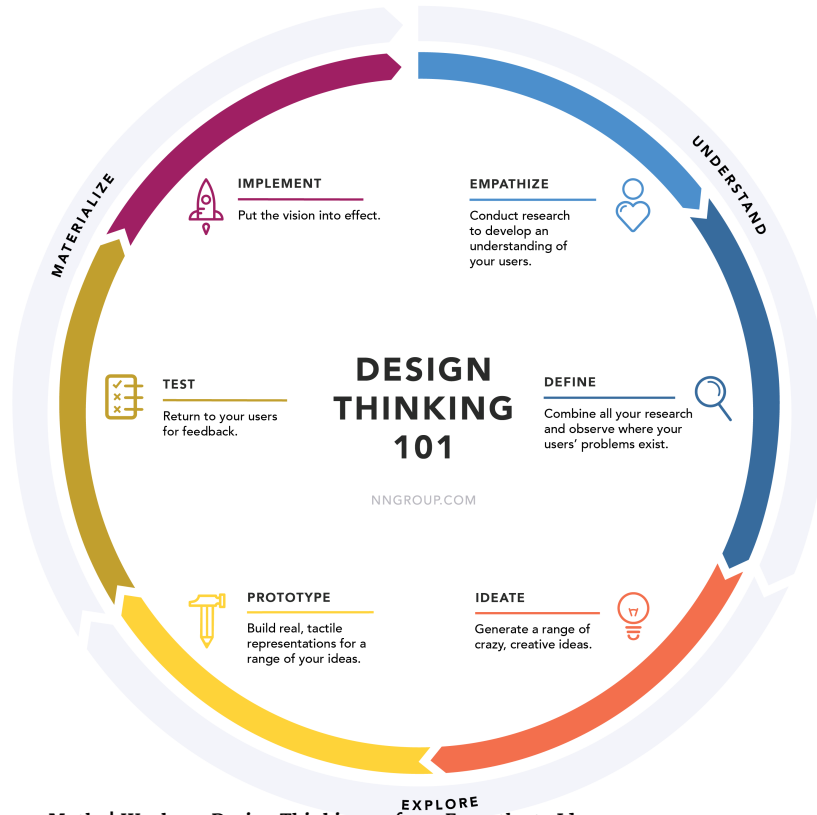 UNDERSTAND
EMPATHIZE
Conduct research
to develop an
understanding of
your users.
DEFINE
Combine all your research
and observe where your
users' problems exist.
EXPLORE
IDEATE
Generate a range of
crazy, creative ideas.
PROTOTYPE
Build real, tactile
representations for a
range of your ideas.
MATERIALIZE
TEST
Return to your users
for feedback.
IMPLEMENT
Put the vision into effect.
DESIGN
THINKING
101
NNGROUP.COM